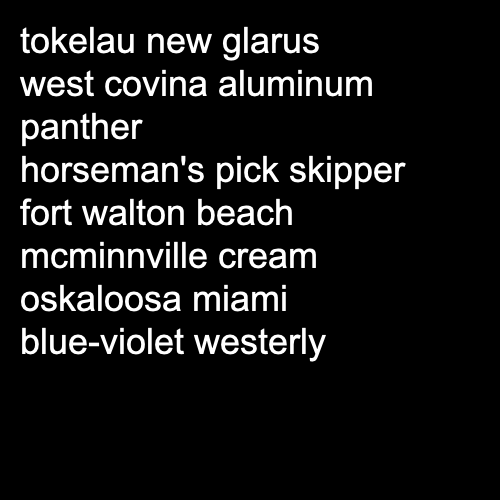 tokelau new glarus
west covina aluminum
panther
horseman's pick skipper
fort walton beach
mcminnville cream
oskaloosa miami
blue-violet westerly